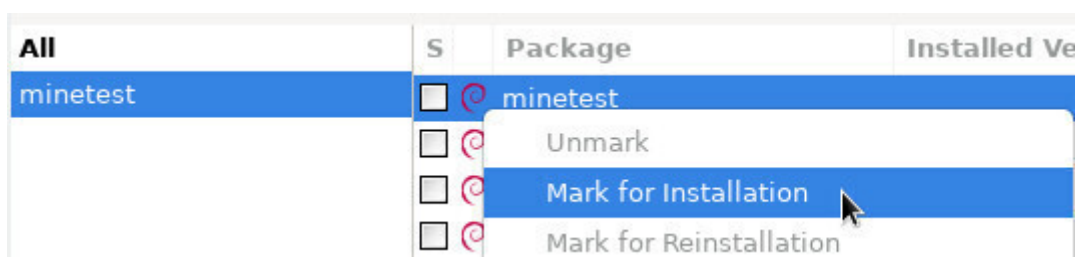 All
S Package Installed Ve
minetest
minetest
Unmark
Mark for Installation
Mark for Reinstallation